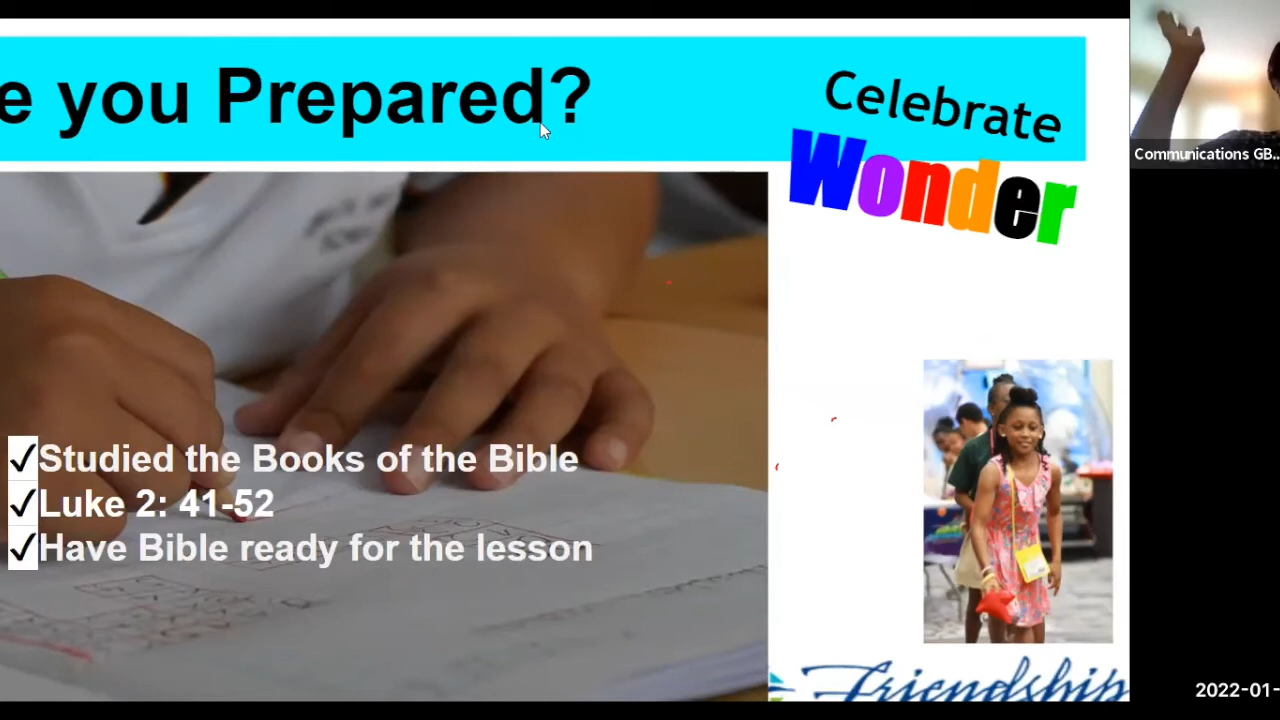 e you Prepared?
Celebrate
Wonder
Communications GB...
✓Studied the Books of the Bible
✓Luke 2: 41-52
✓Have Bible ready for the lesson
Friendship
2022-01-